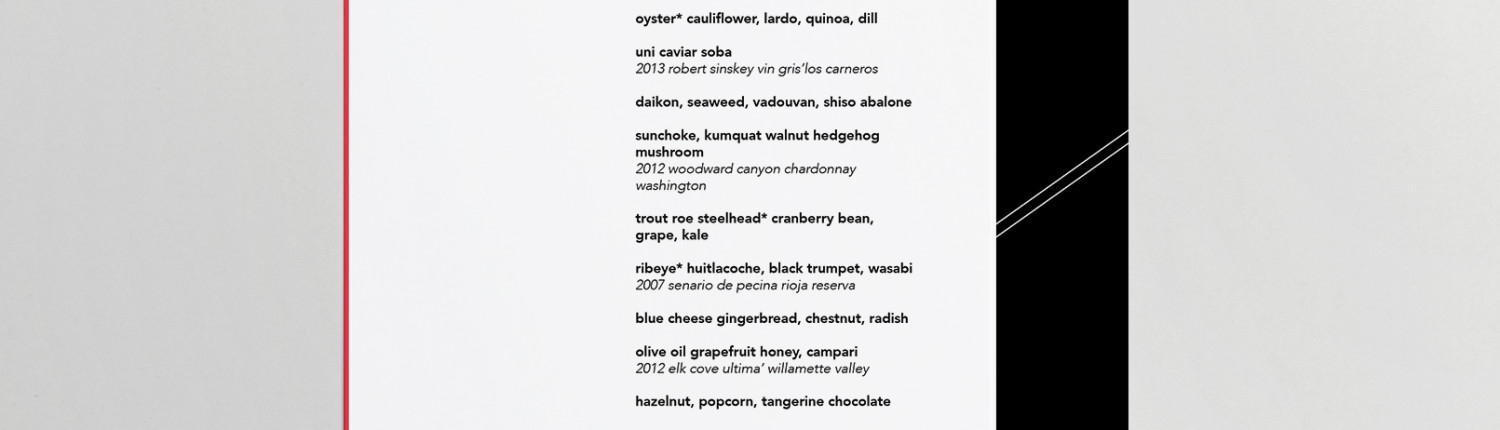 oyster* cauliflower, lardo, quinoa, dill
uni caviar soba
2013 robert sinskey vin gris'los carneros
daikon, seaweed, vadouvan, shiso abalone
sunchoke, kumquat walnut hedgehog
mushroom
2012 woodward canyon chardonnay
washington
trout roe steelhead* cranberry bean,
grape, kale
ribeye* huitlacoche, black trumpet, wasabi
2007 senario de pecina rioja reserva
blue cheese gingerbread, chestnut, radish
olive oil grapefruit honey, campari
2012 elk cove ultima' willamette valley
hazelnut, popcorn, tangerine chocolate